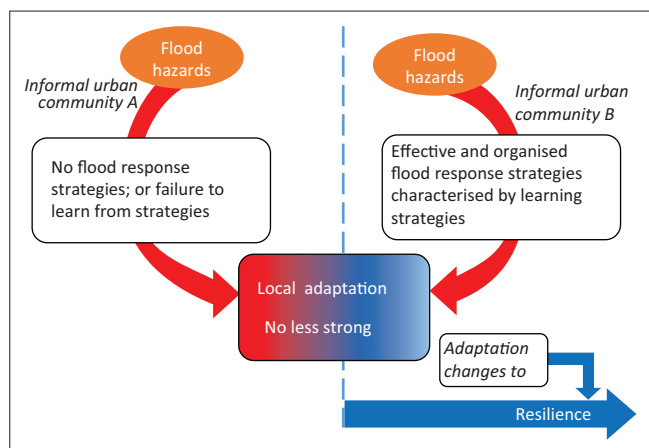 Flood
hazards
Informal urban
community A
No flood response
strategies; or failure to
learn from strategies
Flood
hazards
Informal urban
community B
Effective and organised
flood response strategies
characterised by learning
strategies
Local adaptation
No less strong
Adaptation
changes to
Resilience